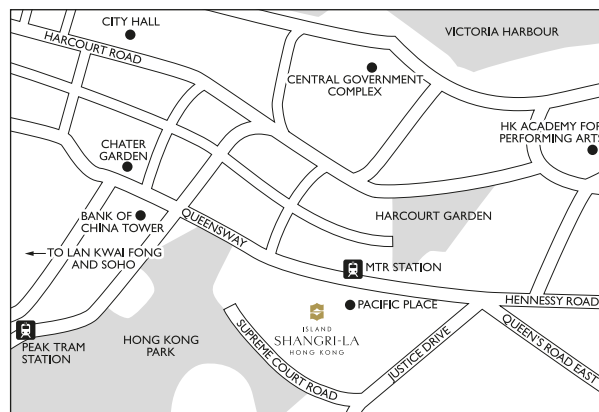 CITY HALL
VICTORIA HARBOUR
HARCOURT ROAD
CENTRAL GOVERNMENT
COMPLEX
HK ACADEMY FOR
PERFORMING ARTS
CHATER
GARDEN
BANK OF
CHINA TOWER
QUEENSWAY
HARCOURT GARDEN
TO LAN KWAI FONG
AND SOHO
MTR STATION
PACIFIC PLACE
HENNESSY ROAD
ISLAND
SHANGRI-LA
HONG KONG
PEAK TRAM
STATION
HONG KONG
PARK
SUPREME COURT ROAD
JUSTICE DRIVE
QUEEN'S ROAD EAST